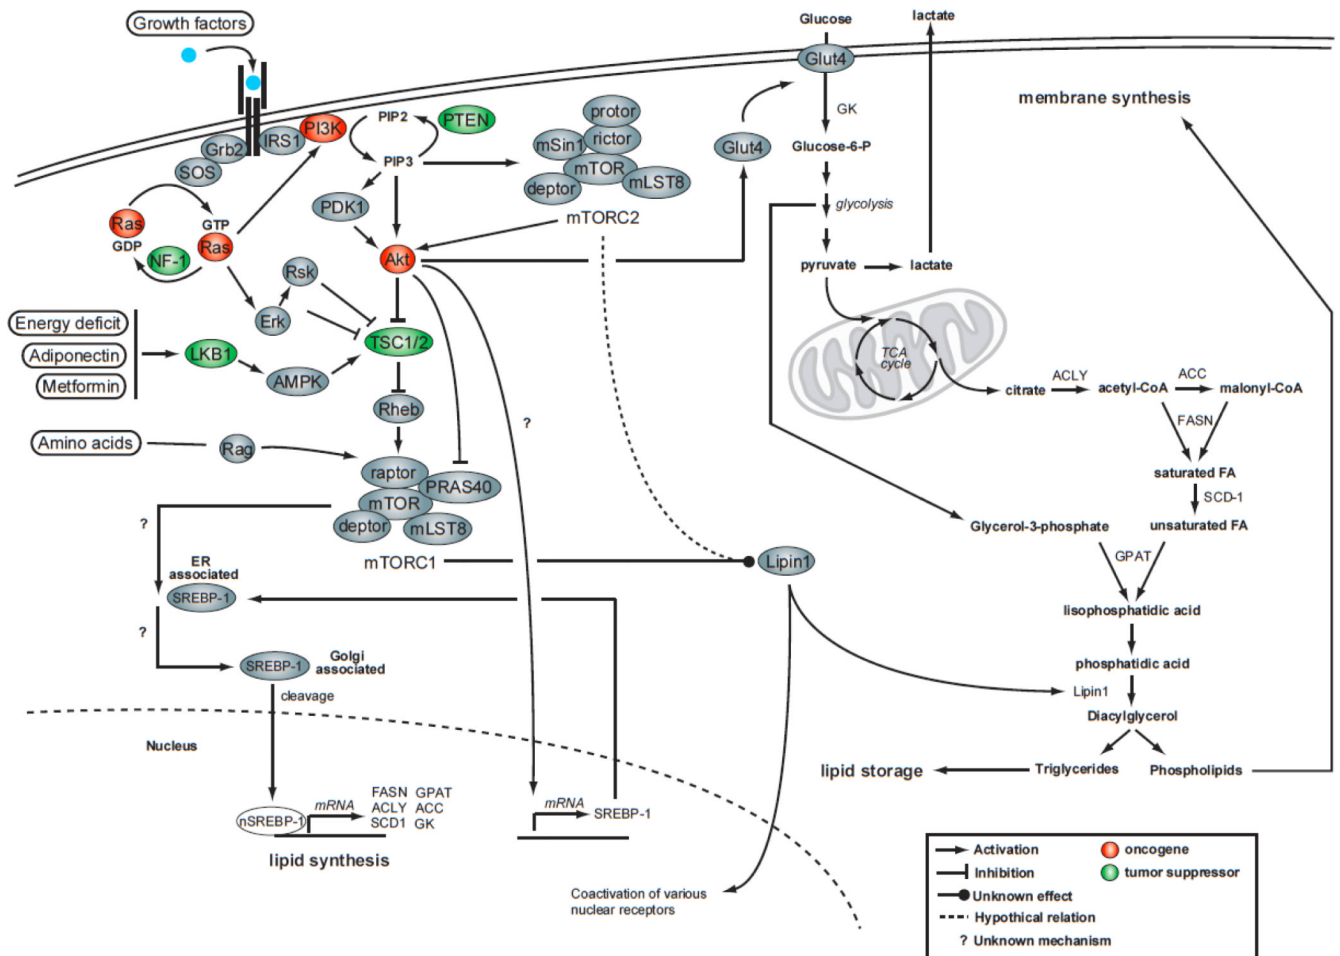 Growth factors
Glucose
lactate
Glut4
membrane synthesis
GK
Glut4
Glucose-6-P
glycolysis
pyruvate
lactate
PIP2
PTEN
PI3K
IRS1
Grb2
SOS
protor
mSin1
rictor
mTOR
mLST8
deptor
mTORC2
PIP3
PDK1
Ras
GDP
GTP
Ras
NF-1
Akt
Rsk
Erk
Energy deficit
Adiponectin
Metformin
LKB1
AMPK
TSC1/2
Rheb
?
Amino acids
Rag
raptor
PRAS40
mTOR
deptor
mLST8
mTORC1
TCA
cycle
citrate
ACLY
acetyl-CoA
ACC
malonyl-CoA
FASN
saturated FA
SCD-1
unsaturated FA
Glycerol-3-phosphate
GPAT
lisophosphatidic acid
phosphatidic acid
Lipin1
Diacylglycerol
Triglycerides
Phospholipids
lipid storage
Lipin1
?
ER
associated
SREBP-1
?
SREBP-1
Golgi
associated
cleavage
Nucleus
nSREBP-1
mRNA
FASN GPAT
ACLY ACC
SCD1 GK
lipid synthesis
mRNA
SREBP-1
Coactivation of various
nuclear receptors
Activation
oncogene
Inhibition
tumor suppressor
Unknown effect
Hypothical relation
? Unknown mechanism